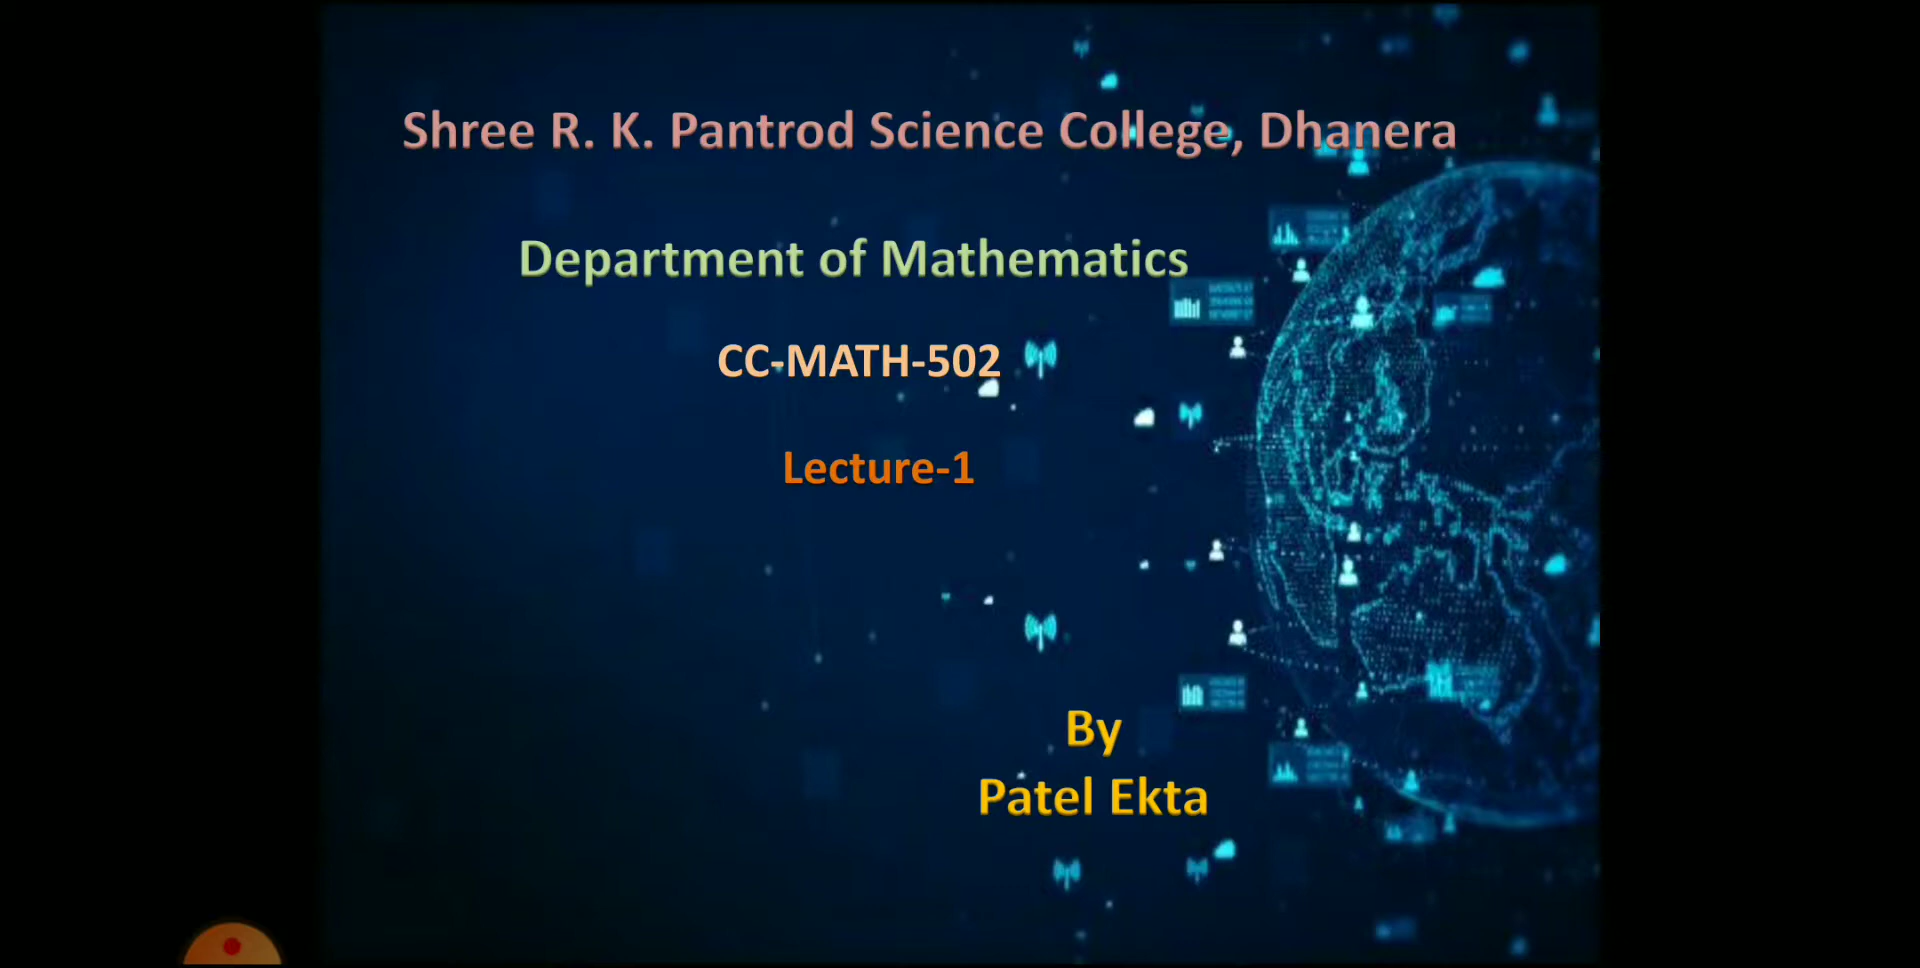 Shree R. K. Pantrod Science College, Dhanera
Department of Mathematics
CC-MATH-502
Lecture-1
By
Patel Ekta